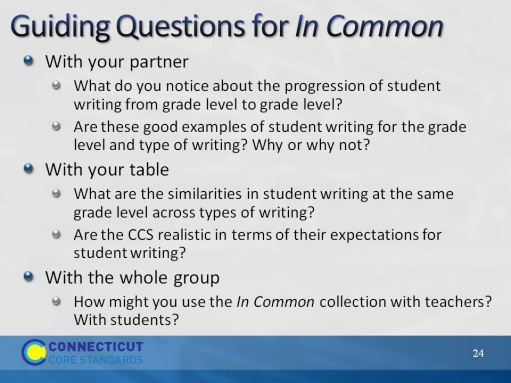 Guiding Questions for In Common
With your partner
What do you notice about the progression of student
writing from grade level to grade level?
Are these good examples of student writing for the grade
level and type of writing? Why or why not?
With your table
What are the similarities in student writing at the same
grade level across types of writing?
Are the CCS realistic in terms of their expectations for
student writing?
With the whole group
How might you use the In Common collection with teachers?
With students?
CONNECTICUT
CORE STANDARDS
24